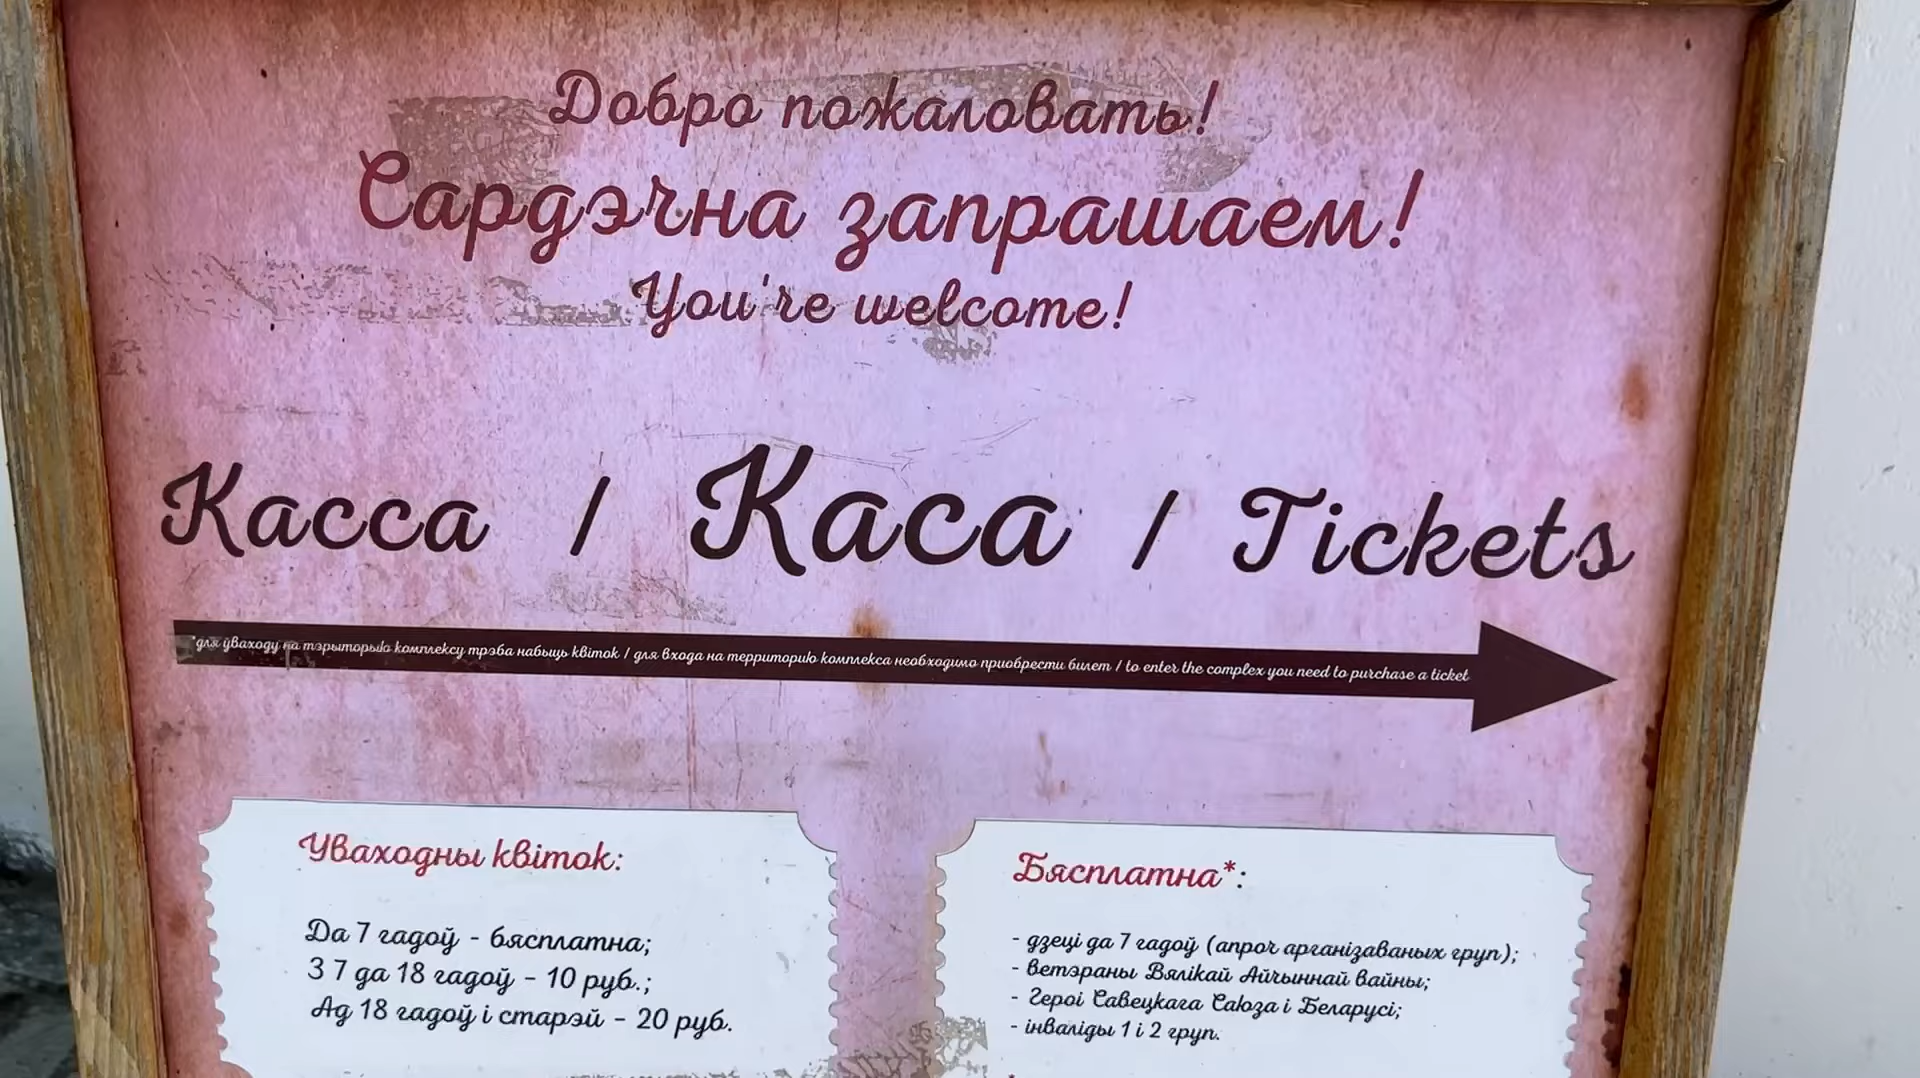 Добро пожаловать!
Сардэчна запрашаем!
You're welcome!
Касса / Каса / Tickets
*для ўваходу на тэрыторыю комплексу трэба набыць квіток / для входа на территорию комплекса необходимо приобрести билет / to enter the complex you need to purchase a ticket
Уваходны квіток:
Да 7 гадоў - бясплатна;
З 7 да 18 гадоў - 10 руб.;
Ад 18 гадоў і старэй - 20 руб.
Бясплатна*:
- дзеці да 7 гадоў (апроч арганізаваных груп);
- ветэраны Вялікай Айчыннай вайны;
- Героі Савецкага Саюза і Беларусі;
- інваліды 1 і 2 груп.